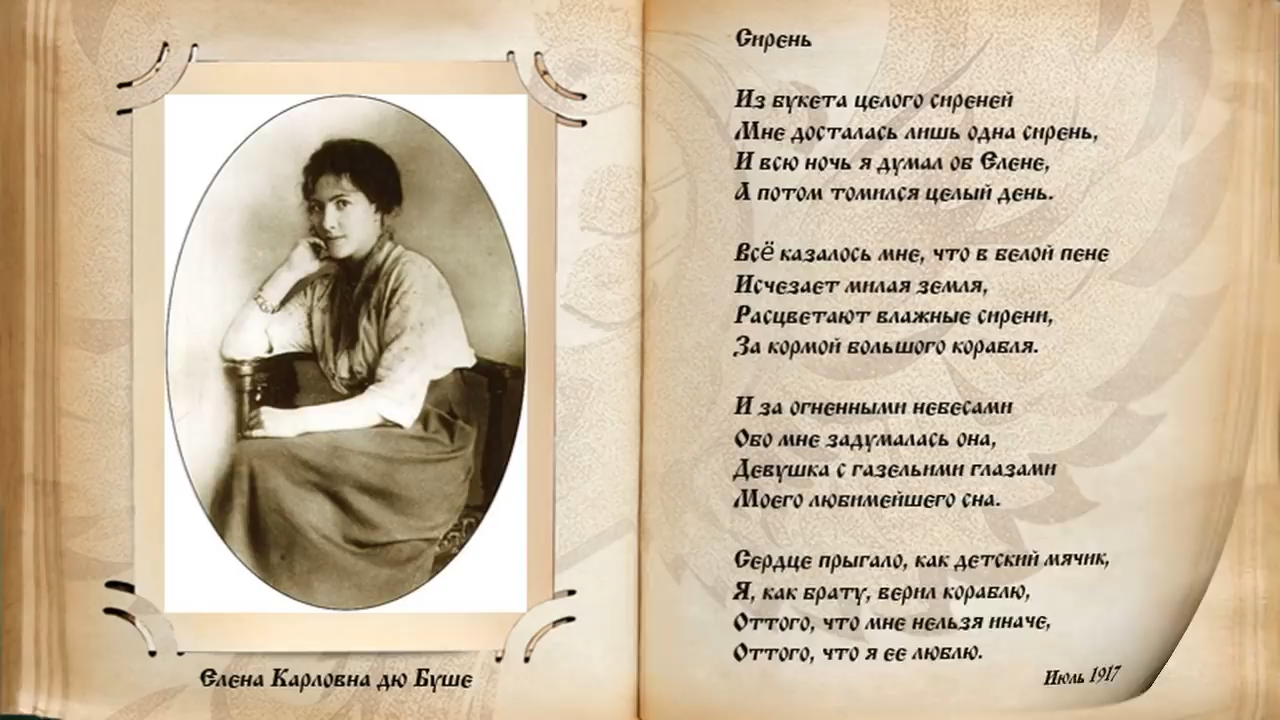 Елена Карловна дю Буше
Сирень
Из букета целого сиреней
Мне досталась лишь одна сирень,
И всю ночь я думал об Елене,
А потом томился целый день.
Всё казалось мне, что в белой пене
Исчезает милая земля,
Расцветают влажные сирени,
За кормой большого корабля.
И за огненными небесами
Обо мне задумалась она,
Девушка с газельими глазами
Моего любимейшего сна.
Сердце прыгало, как детский мячик,
Я, как брату, верил кораблю,
Оттого, что мне нельзя иначе,
Оттого, что я ее люблю.
Июль 1917